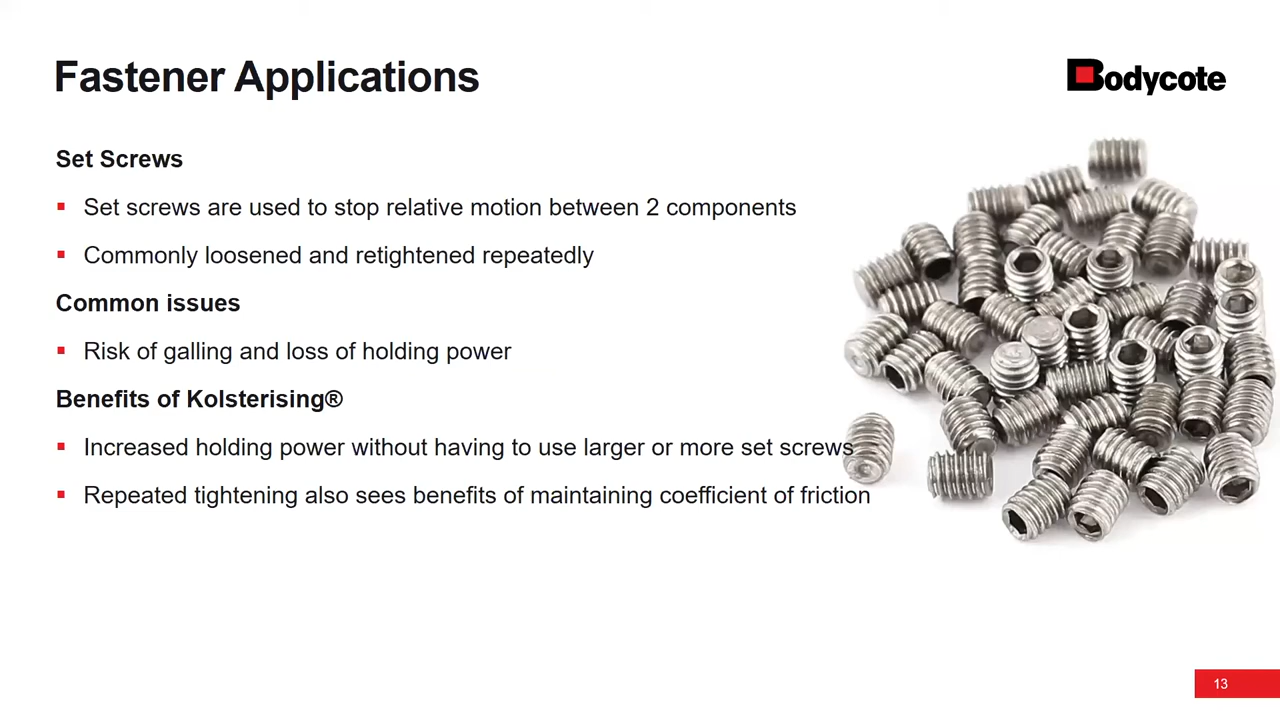 Fastener Applications
Bodycote
Set Screws
▪ Set screws are used to stop relative motion between 2 components
▪ Commonly loosened and retightened repeatedly
Common issues
▪ Risk of galling and loss of holding power
Benefits of Kolsterising®
▪ Increased holding power without having to use larger or more set screws
▪ Repeated tightening also sees benefits of maintaining coefficient of friction
13